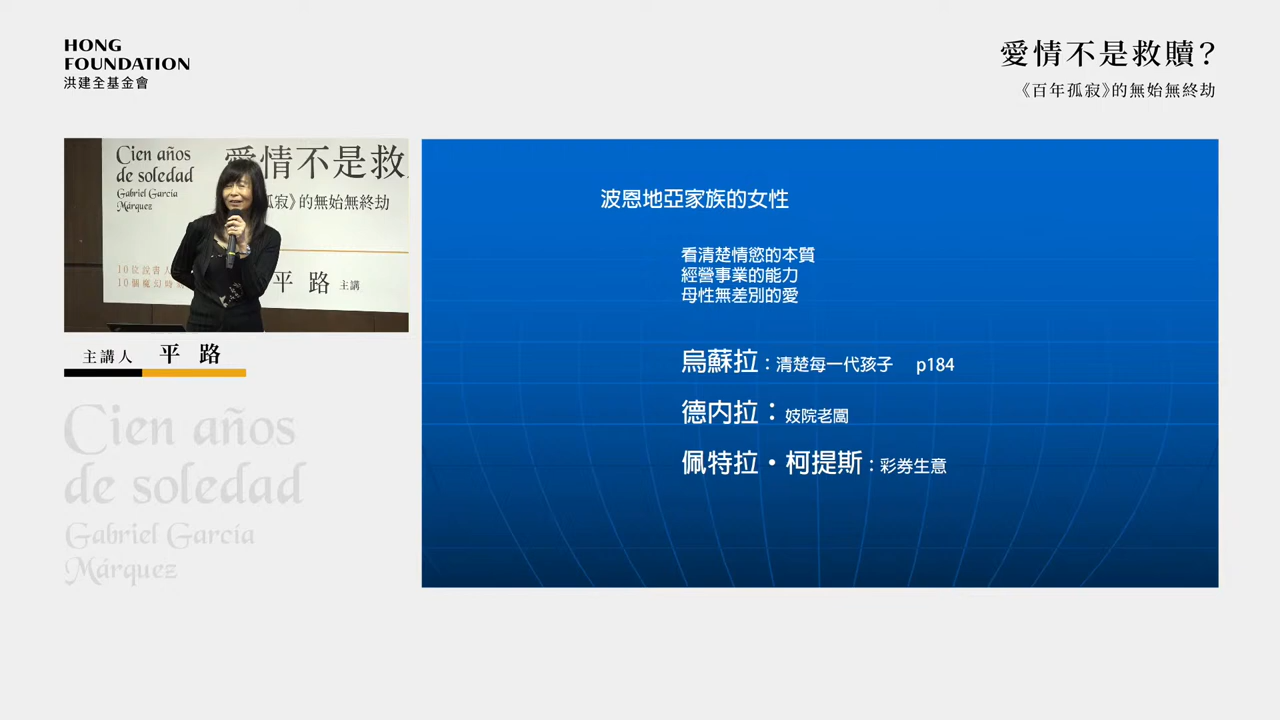 HONG
FOUNDATION
洪建全基金會
愛情不是救贖？
《百年孤寂》的無始無終劫
Cien años
de soledad
Gabriel García
Márquez
愛情不是救
孤寂》的無始無終劫
10位說書人
10個魔幻時刻
平 路 主講
主講人 平 路
Cien años
de soledad
Gabriel García
Márquez
波恩地亞家族的女性
看清楚情慾的本質
經營事業的能力
母性無差別的愛
烏蘇拉：清楚每一代孩子 p184
德內拉：妓院老闆
佩特拉・柯提斯：彩券生意